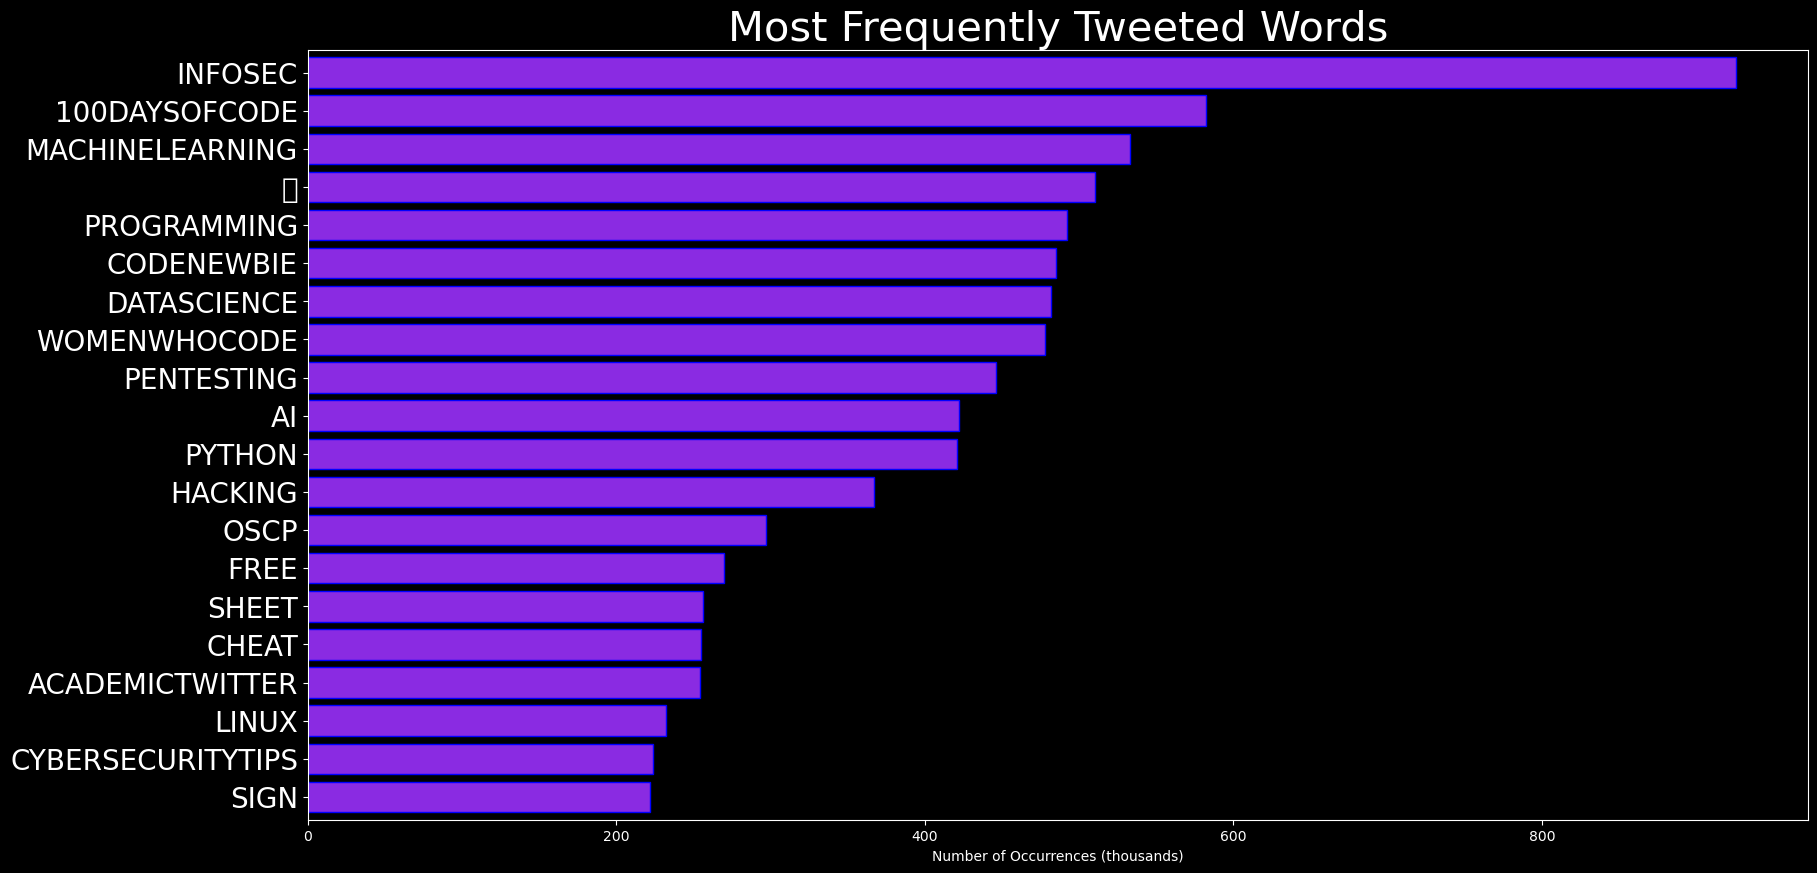 Most Frequently Tweeted Words
INFOSEC
100DAYSOFCODE
MACHINELEARNING
PROGRAMMING
CODENEWBIE
DATASCIENCE
WOMENWHOCODE
PENTESTING
AI
PYTHON
HACKING
OSCP
FREE
SHEET
CHEAT
ACADEMICTWITTER
LINUX
CYBERSECURITYTIPS
SIGN
0 200 400 600 800
Number of Occurrences (thousands)